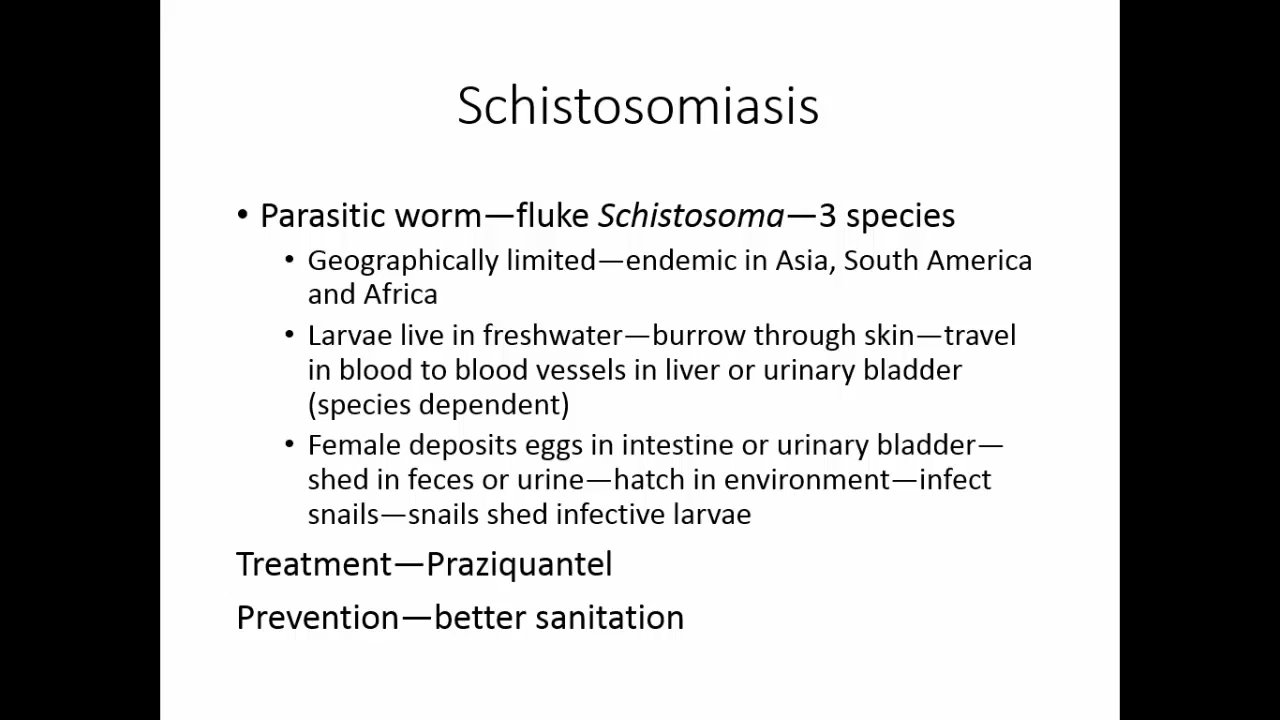 Schistosomiasis
• Parasitic worm—fluke Schistosoma—3 species
• Geographically limited—endemic in Asia, South America
and Africa
• Larvae live in freshwater—burrow through skin—travel
in blood to blood vessels in liver or urinary bladder
(species dependent)
• Female deposits eggs in intestine or urinary bladder—
shed in feces or urine—hatch in environment—infect
snails—snails shed infective larvae
Treatment—Praziquantel
Prevention—better sanitation